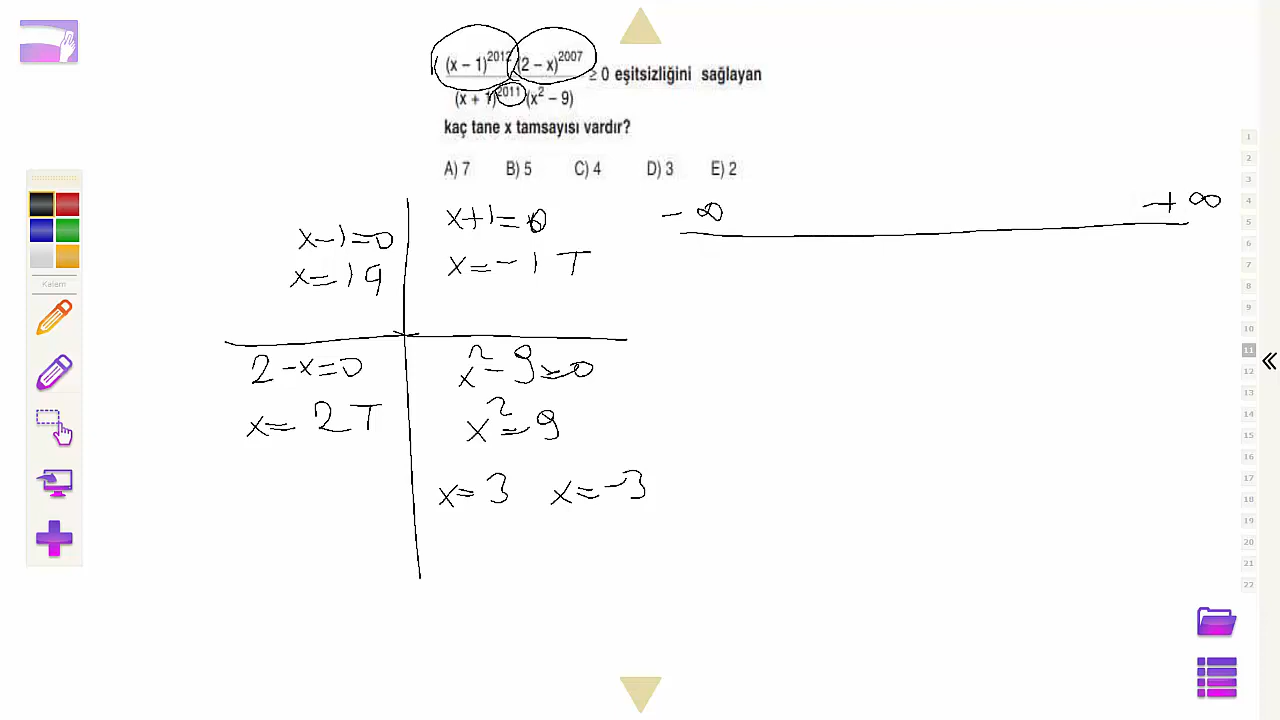 (x – 1)^2012 (2 – x)^2007
≥ 0 eşitsizliğini sağlayan
(x + 1)^2011 (x² – 9)
kaç tane x tamsayısı vardır?
A) 7 B) 5 C) 4 D) 3 E) 2
x-1=0
x=1 Ç
x+1=0
x=-1 T
-∞ +∞
2-x=0
x=2 T
x²-9=0
x²=9
x=3 x=-3
Kalem
1
2
3
4
5
6
7
8
9
10
11
12
13
14
15
16
17
18
19
20
21
22